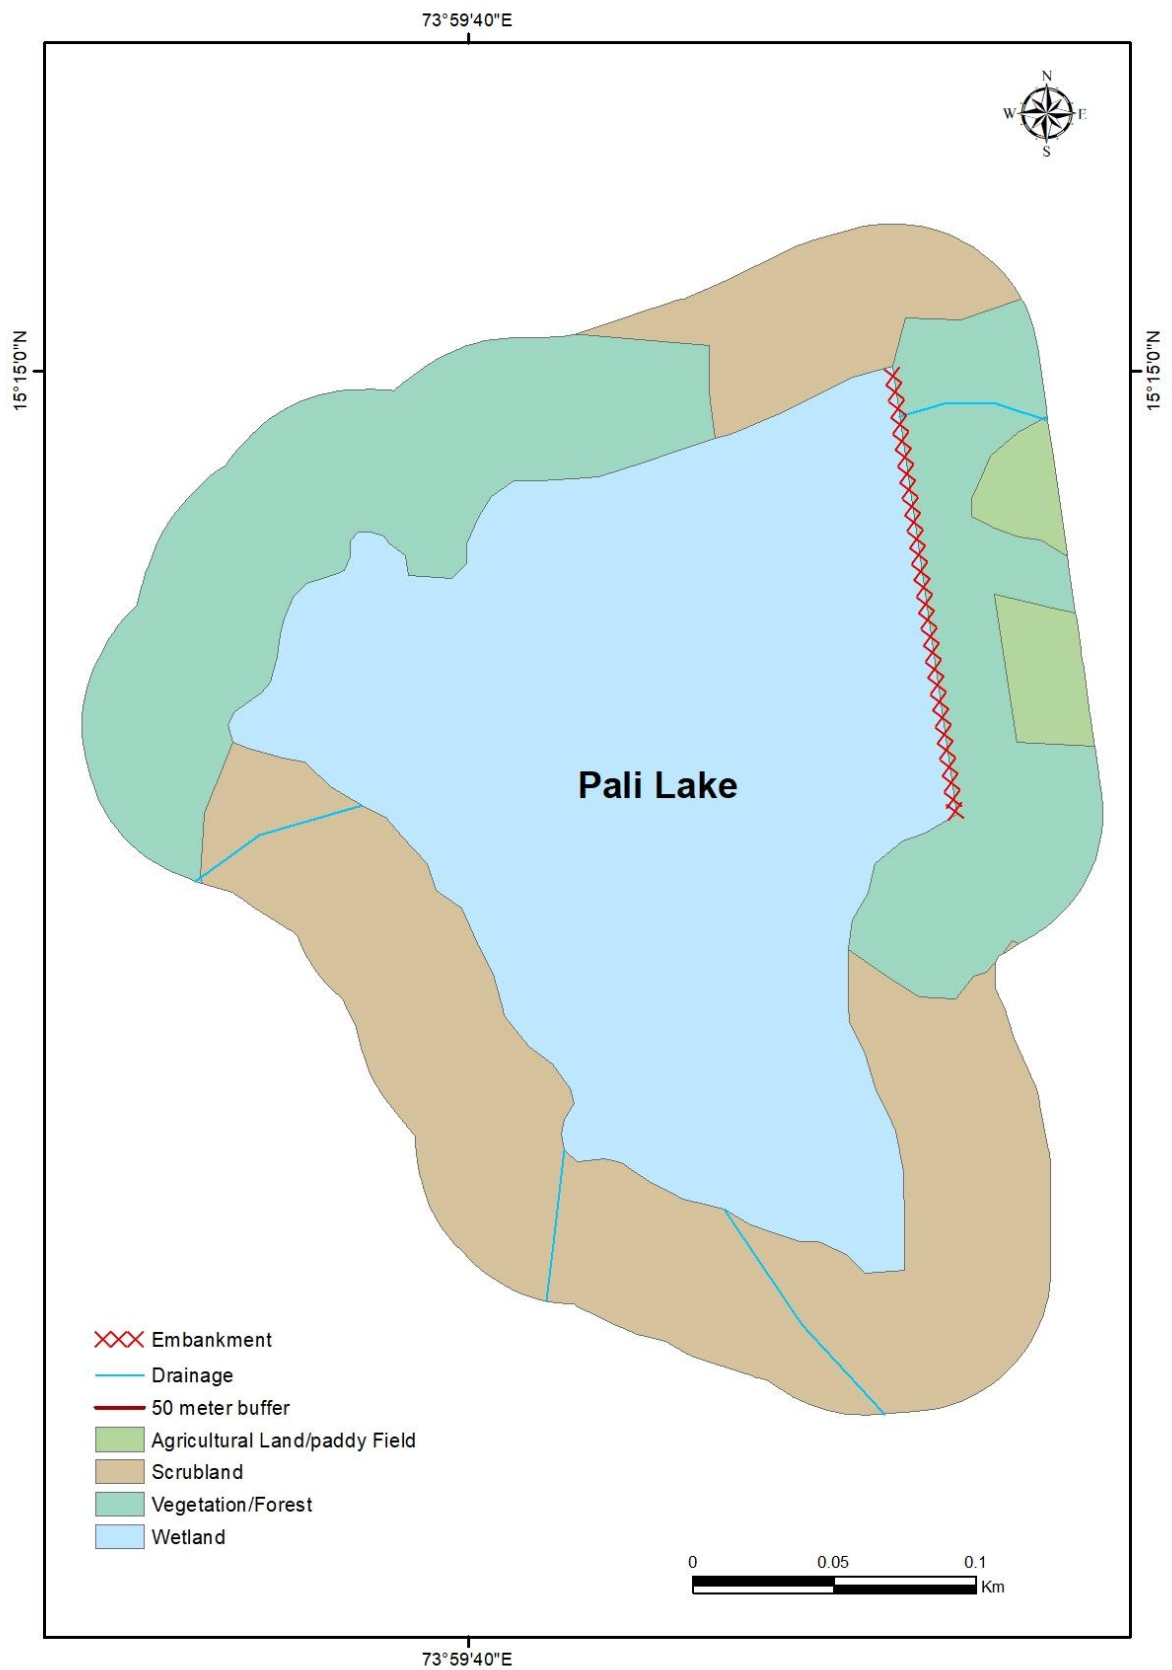 73°59'40"E
N
W E
S
15°15'0"N
15°15'0"N
Pali Lake
Embankment
Drainage
50 meter buffer
Agricultural Land/paddy Field
Scrubland
Vegetation/Forest
Wetland
0 0.05 0.1
Km
73°59'40"E